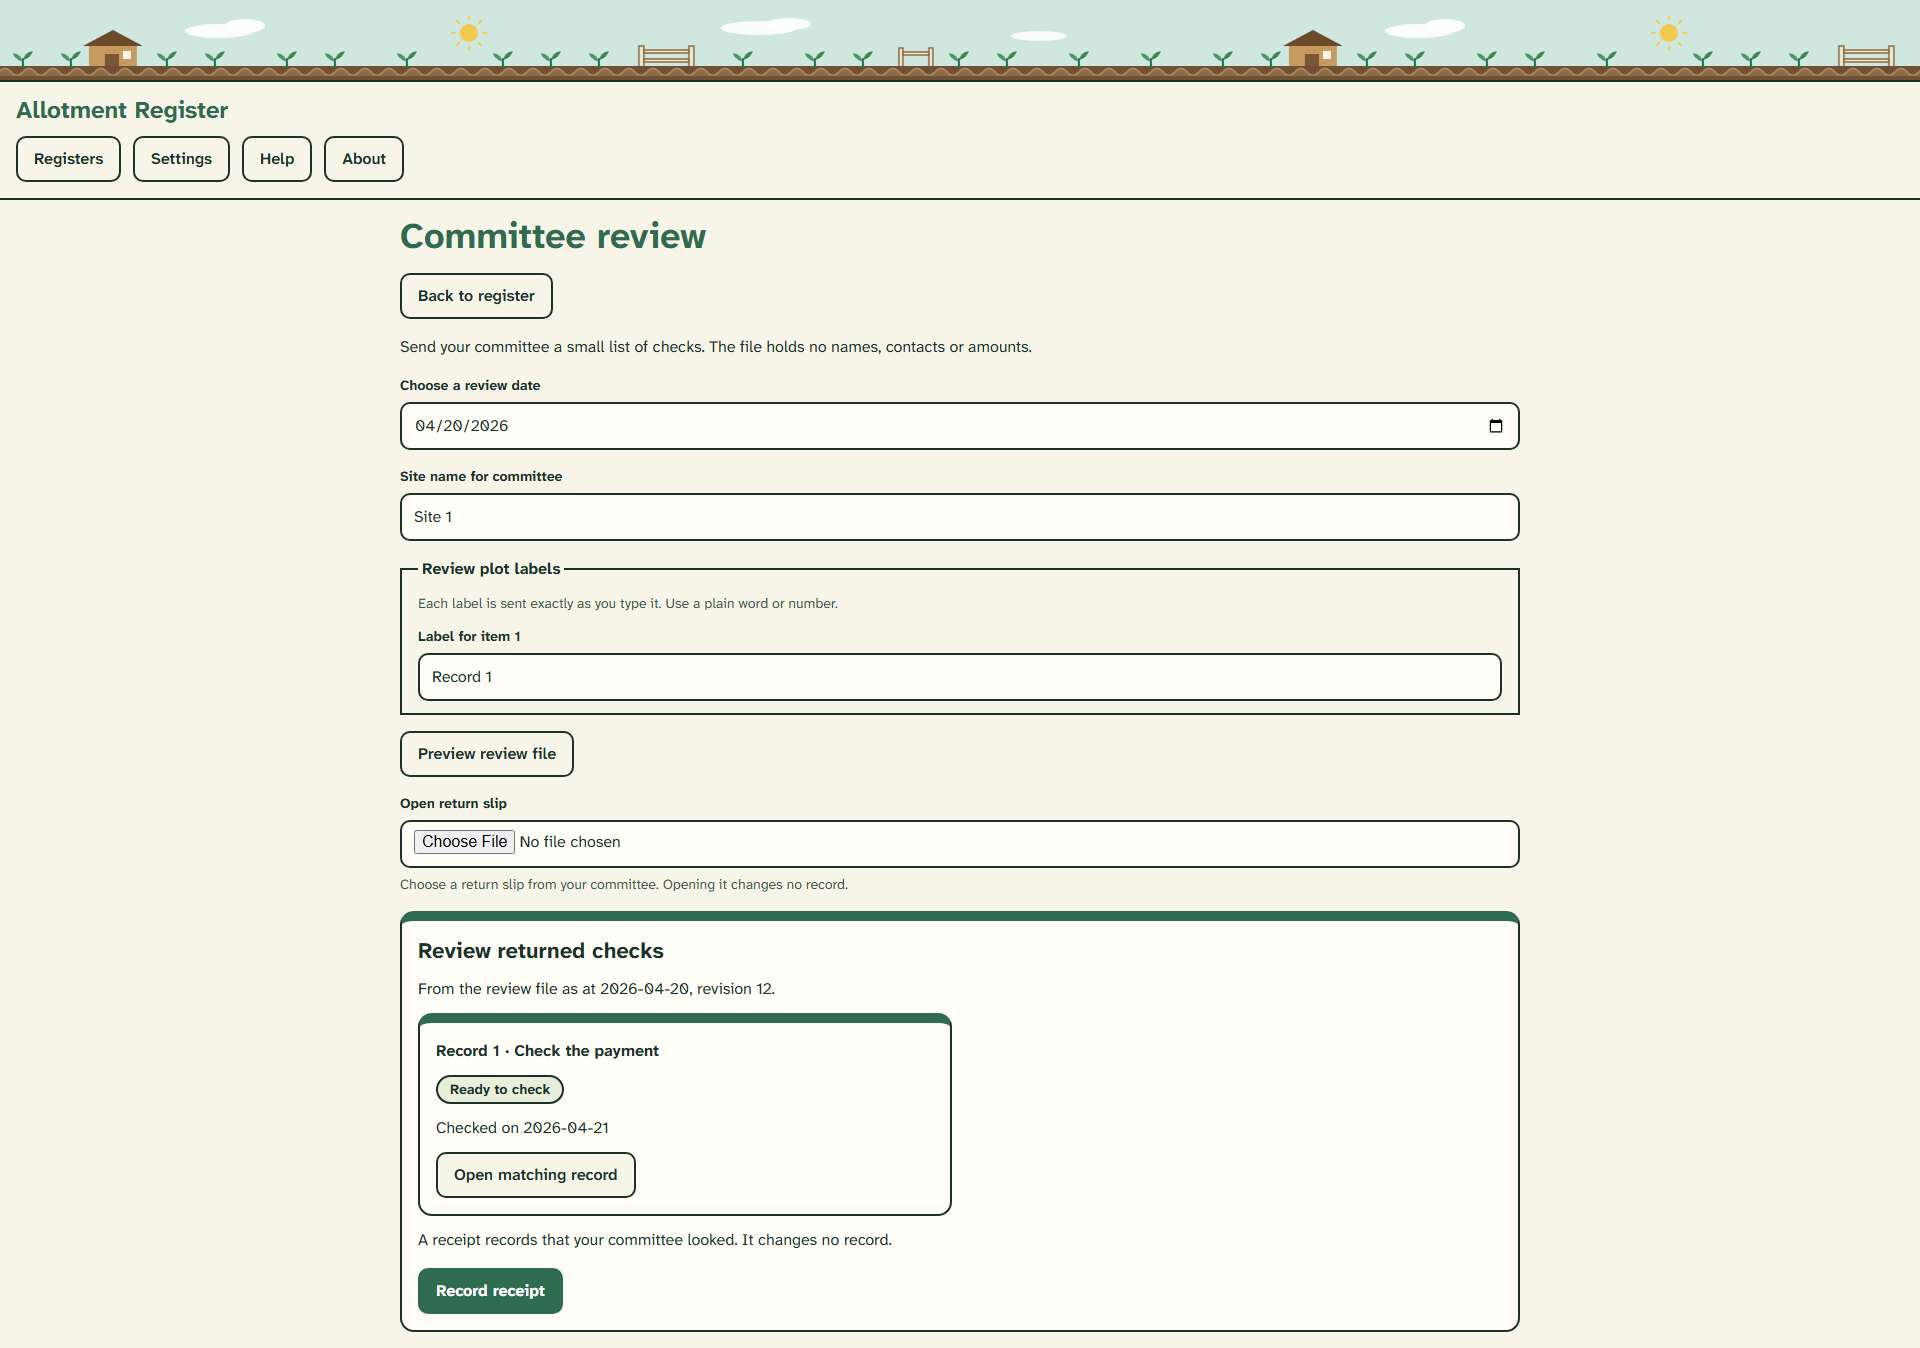 Allotment Register
Registers
Settings
Help
About
Committee review
Back to register
Send your committee a small list of checks. The file holds no names, contacts or amounts.
Choose a review date
04/20/2026
Site name for committee
Site 1
Review plot labels
Each label is sent exactly as you type it. Use a plain word or number.
Label for item 1
Record 1
Preview review file
Open return slip
Choose File No file chosen
Choose a return slip from your committee. Opening it changes no record.
Review returned checks
From the review file as at 2026-04-20, revision 12.
Record 1 · Check the payment
Ready to check
Checked on 2026-04-21
Open matching record
A receipt records that your committee looked. It changes no record.
Record receipt